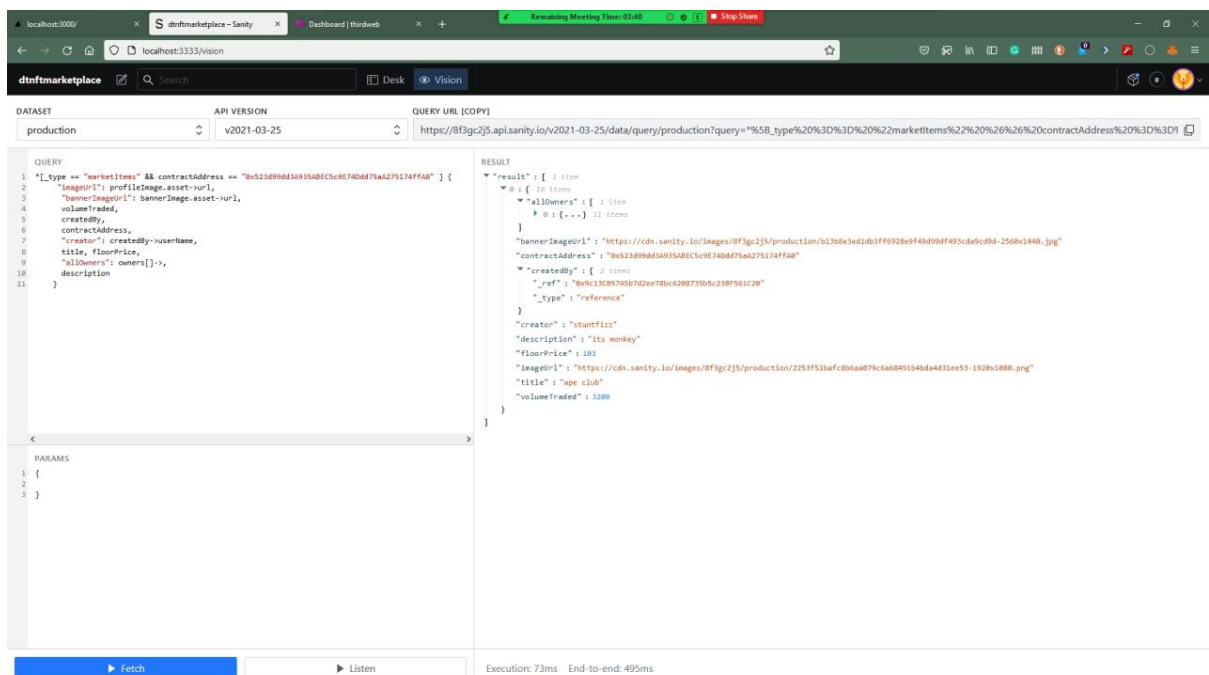 localhost:3000/
dtnftmarketplace – Sanity
Dashboard | thirdweb
Remaining Meeting Time: 03:40
Stop Share
localhost:3333/vision
dtnftmarketplace
Search
Desk
Vision
DATASET
API VERSION
QUERY URL [COPY]
production
v2021-03-25
https://8f3gc2j5.api.sanity.io/v2021-03-25/data/query/production?query=*%5B_type%20%3D%3D%20%22marketItems%22%20%26%26%20contractAddress%20%3D%3D%
QUERY
1 *[_type == "marketItems" && contractAddress == "0x523d99dd3A935ABEC5c9E74Ddd75aA275174ffA0" ] {
2 "imageUrl": profileImage.asset->url,
3 "bannerImageUrl": bannerImage.asset->url,
4 volumeTraded,
5 createdBy,
6 contractAddress,
7 "creator": createdBy->userName,
8 title, floorPrice,
9 "allOwners": owners[]->,
10 description
11 }
PARAMS
1 {
2
3 }
Fetch
Listen
RESULT
"result" : [ 1 item
0 : { 10 items
"allOwners" : [ 1 item
0 : {...} 11 items
]
"bannerImageUrl" : "https://cdn.sanity.io/images/8f3gc2j5/production/b13b8e3ed1db3ff6928e9f49d99df493cda9cd9d-2560x1440.jpg"
"contractAddress" : "0x523d99dd3A935ABEC5c9E74Ddd75aA275174ffA0"
"createdBy" : { 2 items
"_ref" : "0x9c13C057A5b7d2ee78bc6208735b5c230F561C20"
"_type" : "reference"
}
"creator" : "stuntfizz"
"description" : "its monkey"
"floorPrice" : 103
"imageUrl" : "https://cdn.sanity.io/images/8f3gc2j5/production/2253f51bafc8b6aa079c6a68451b4bda4d31ee53-1920x1080.png"
"title" : "ape club"
"volumeTraded" : 3200
}
]
Execution: 73ms End-to-end: 495ms